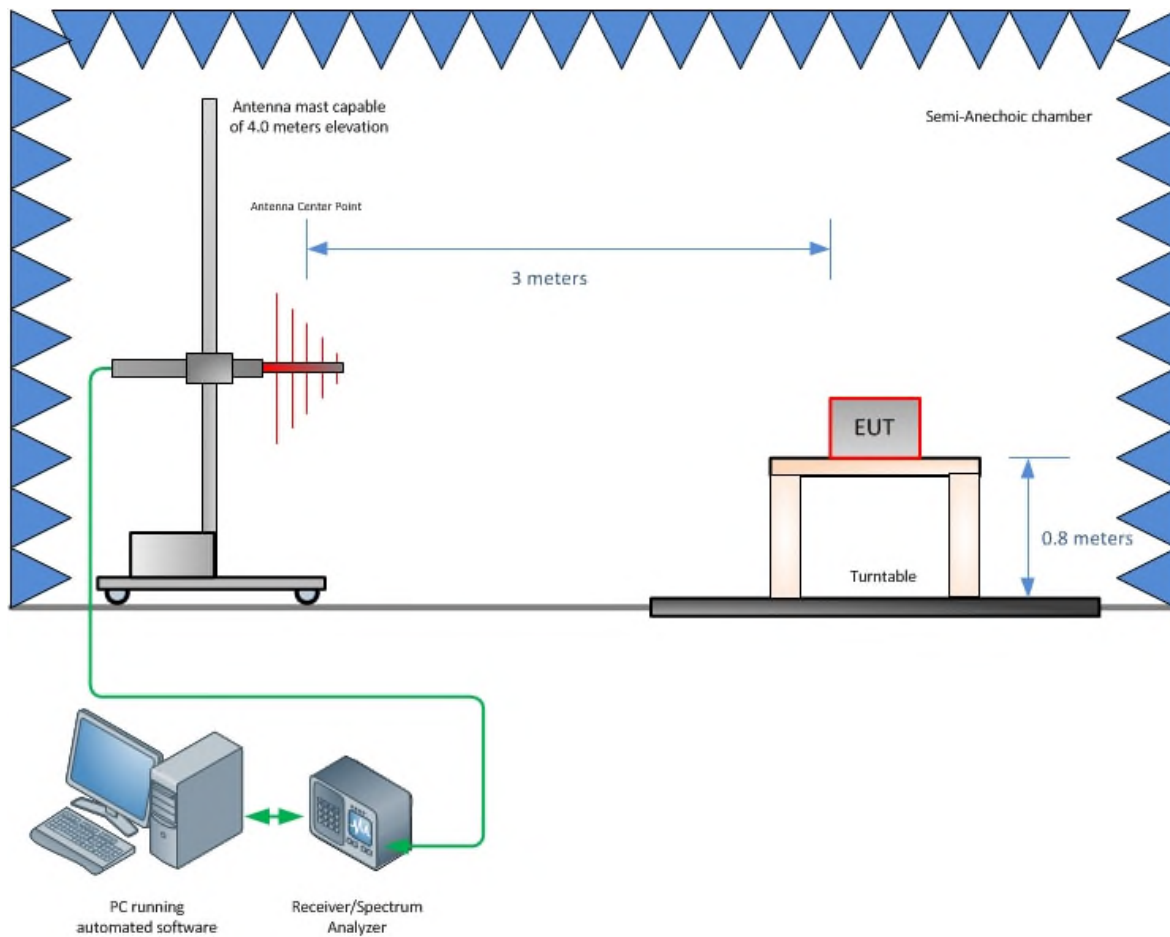 Antenna mast capable
of 4.0 meters elevation
Semi-Anechoic chamber
Antenna Center Point
3 meters
EUT
0.8 meters
Turntable
PC running
automated software
Receiver/Spectrum
Analyzer